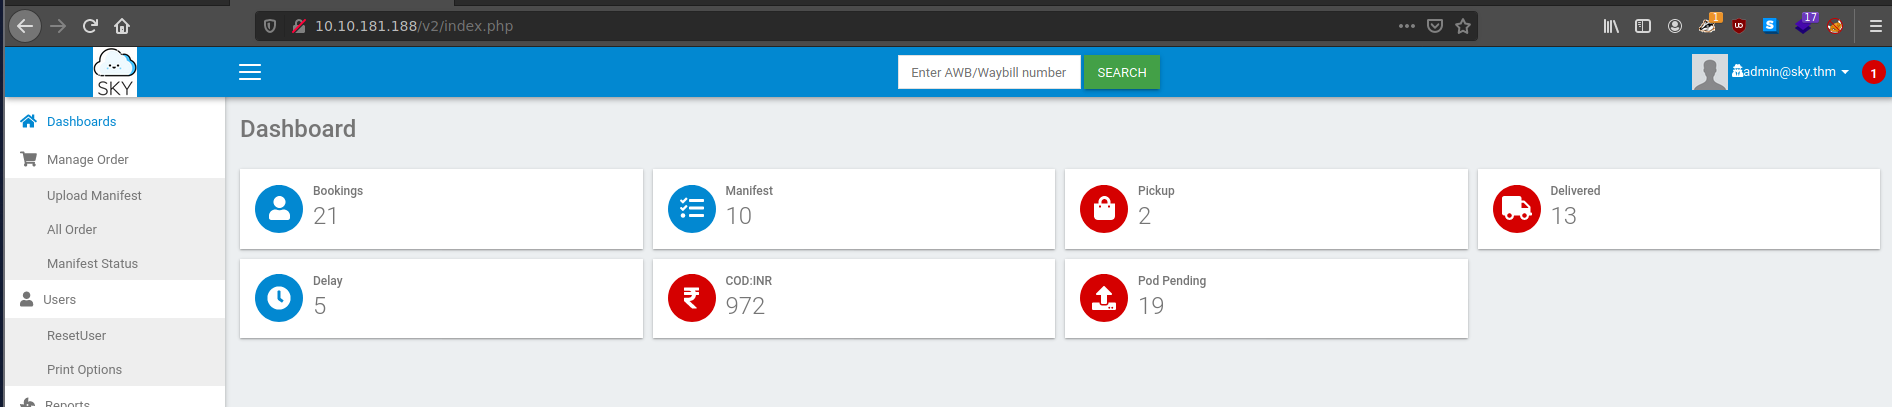 10.10.181.188/v2/index.php
1
17
SKY
Enter AWB/Waybill number
SEARCH
admin@sky.thm
1
Dashboards
Manage Order
Upload Manifest
All Order
Manifest Status
Users
ResetUser
Print Options
Reports
Dashboard
Bookings
21
Manifest
10
Pickup
2
Delivered
13
Delay
5
COD:INR
972
Pod Pending
19